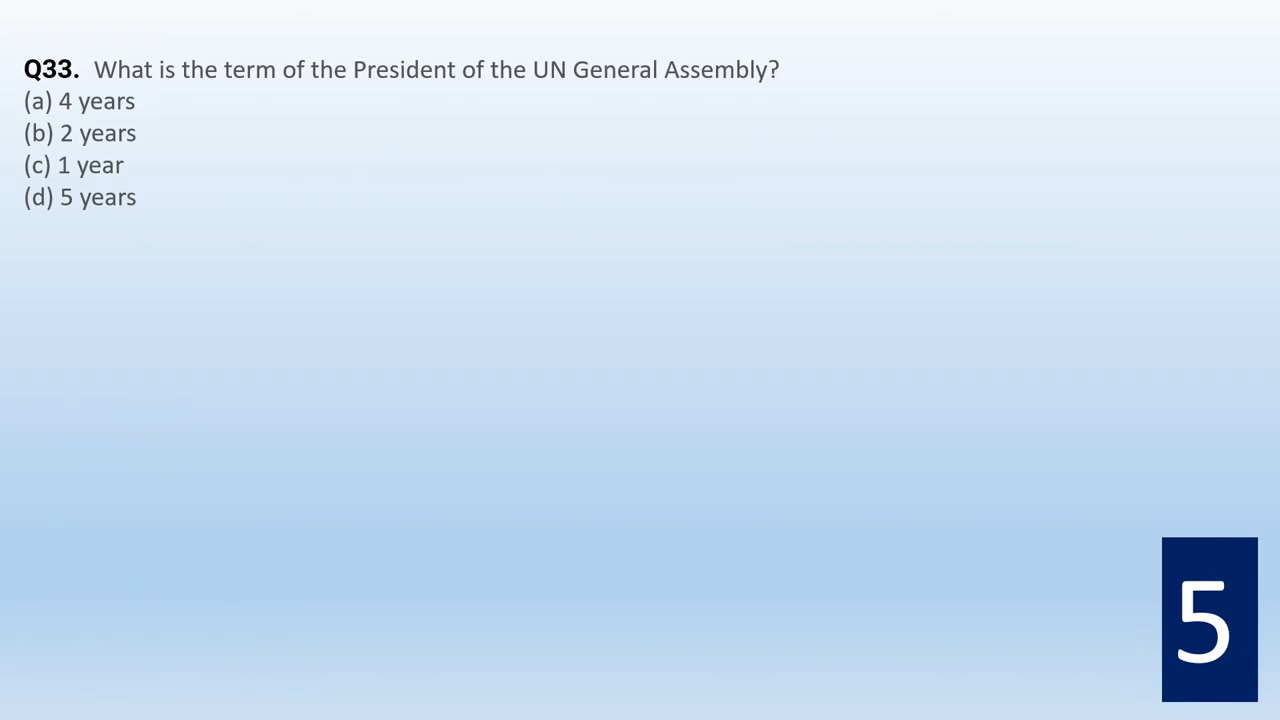 Q33. What is the term of the President of the UN General Assembly?
(a) 4 years
(b) 2 years
(c) 1 year
(d) 5 years
5